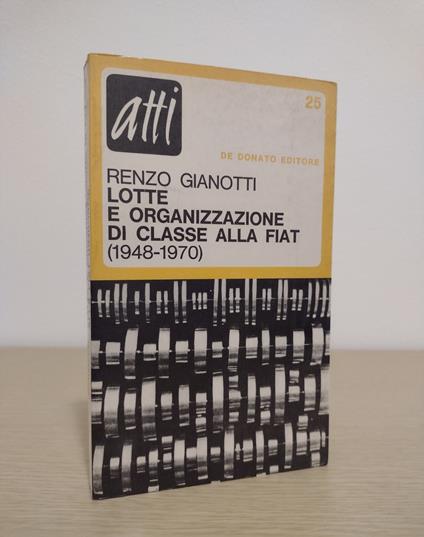 atti
25
DE DONATO EDITORE
RENZO GIANOTTI
LOTTE
E ORGANIZZAZIONE
DI CLASSE ALLA FIAT
(1948-1970)